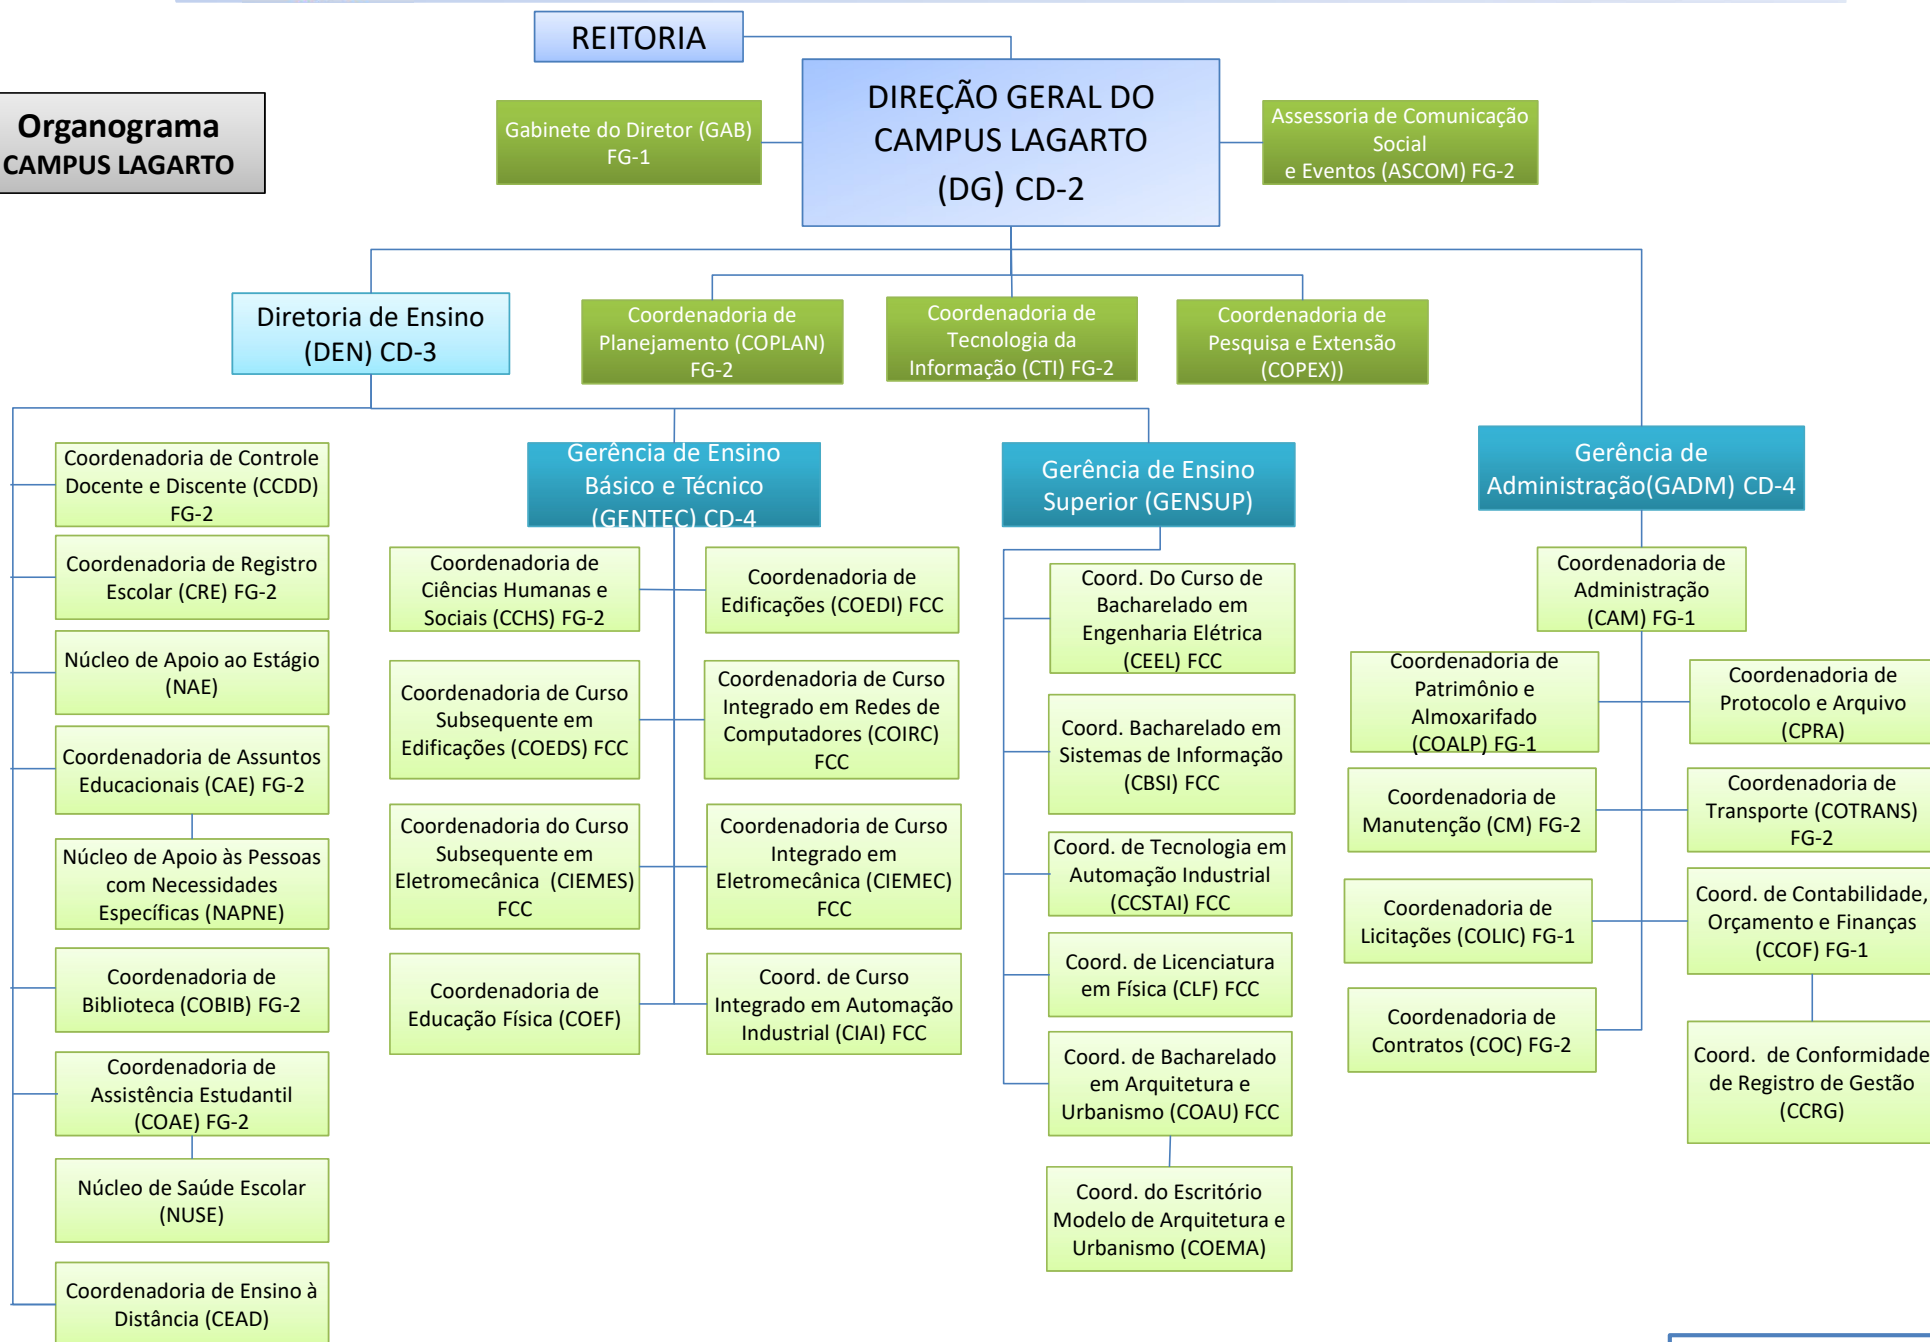 REITORIA
Organograma
CAMPUS LAGARTO
Gabinete do Diretor (GAB)
FG-1
DIREÇÃO GERAL DO
CAMPUS LAGARTO
(DG) CD-2
Assessoria de Comunicação
Social
e Eventos (ASCOM) FG-2
Diretoria de Ensino
(DEN) CD-3
Coordenadoria de
Planejamento (COPLAN)
FG-2
Coordenadoria de
Tecnologia da
Informação (CTI) FG-2
Coordenadoria de
Pesquisa e Extensão
(COPEX))
Coordenadoria de Controle
Docente e Discente (CCDD)
FG-2
Coordenadoria de Registro
Escolar (CRE) FG-2
Núcleo de Apoio ao Estágio
(NAE)
Coordenadoria de Assuntos
Educacionais (CAE) FG-2
Núcleo de Apoio às Pessoas
com Necessidades
Específicas (NAPNE)
Coordenadoria de
Biblioteca (COBIB) FG-2
Coordenadoria de
Assistência Estudantil
(COAE) FG-2
Núcleo de Saúde Escolar
(NUSE)
Coordenadoria de Ensino à
Distância (CEAD)
Gerência de Ensino
Básico e Técnico
(GENTEC) CD-4
Coordenadoria de
Ciências Humanas e
Sociais (CCHS) FG-2
Coordenadoria de
Edificações (COEDI) FCC
Coordenadoria de Curso
Subsequente em
Edificações (COEDS) FCC
Coordenadoria de Curso
Integrado em Redes de
Computadores (COIRC)
FCC
Coordenadoria do Curso
Subsequente em
Eletromecânica (CIEMES)
FCC
Coordenadoria de Curso
Integrado em
Eletromecânica (CIEMEC)
FCC
Coordenadoria de
Educação Física (COEF)
Coord. de Curso
Integrado em Automação
Industrial (CIAI) FCC
Gerência de Ensino
Superior (GENSUP)
Coord. Do Curso de
Bacharelado em
Engenharia Elétrica
(CEEL) FCC
Coord. Bacharelado em
Sistemas de Informação
(CBSI) FCC
Coord. de Tecnologia em
Automação Industrial
(CCSTAI) FCC
Coord. de Licenciatura
em Física (CLF) FCC
Coord. de Bacharelado
em Arquitetura e
Urbanismo (COAU) FCC
Coord. do Escritório
Modelo de Arquitetura e
Urbanismo (COEMA)
Gerência de
Administração(GADM) CD-4
Coordenadoria de
Administração
(CAM) FG-1
Coordenadoria de
Patrimônio e
Almoxarifado
(COALP) FG-1
Coordenadoria de
Protocolo e Arquivo
(CPRA)
Coordenadoria de
Manutenção (CM) FG-2
Coordenadoria de
Transporte (COTRANS)
FG-2
Coordenadoria de
Licitações (COLIC) FG-1
Coord. de Contabilidade,
Orçamento e Finanças
(CCOF) FG-1
Coordenadoria de
Contratos (COC) FG-2
Coord. de Conformidade
de Registro de Gestão
(CCRG)